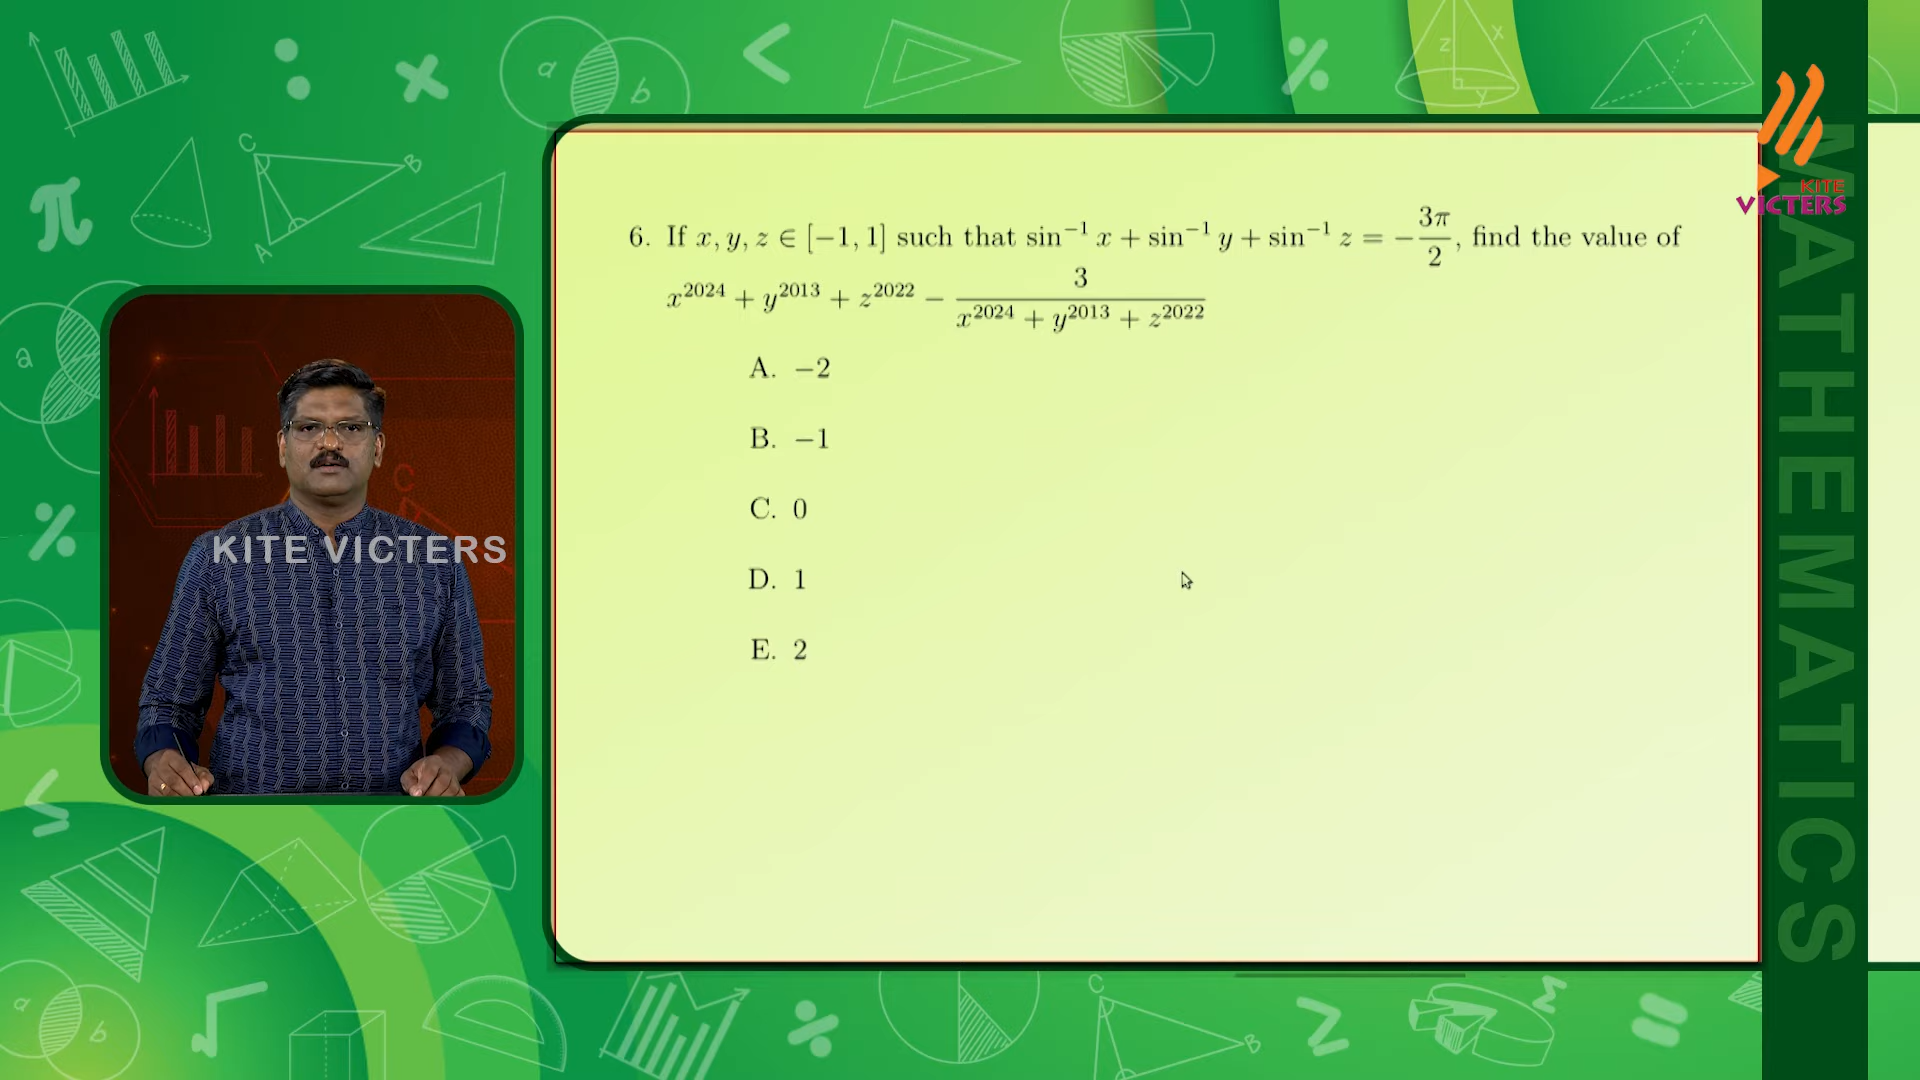 6. If x, y, z ∈ [−1, 1] such that sin⁻¹ x + sin⁻¹ y + sin⁻¹ z = −3π/2, find the value of
x²⁰²⁴ + y²⁰¹³ + z²⁰²² − 3/(x²⁰²⁴ + y²⁰¹³ + z²⁰²²)
A. −2
B. −1
C. 0
D. 1
E. 2
KITE VICTERS
KITE
VICTERS
MATHEMATICS
a
b
C
B
A
π
Z
X
Y
a
a
b
C
B
C